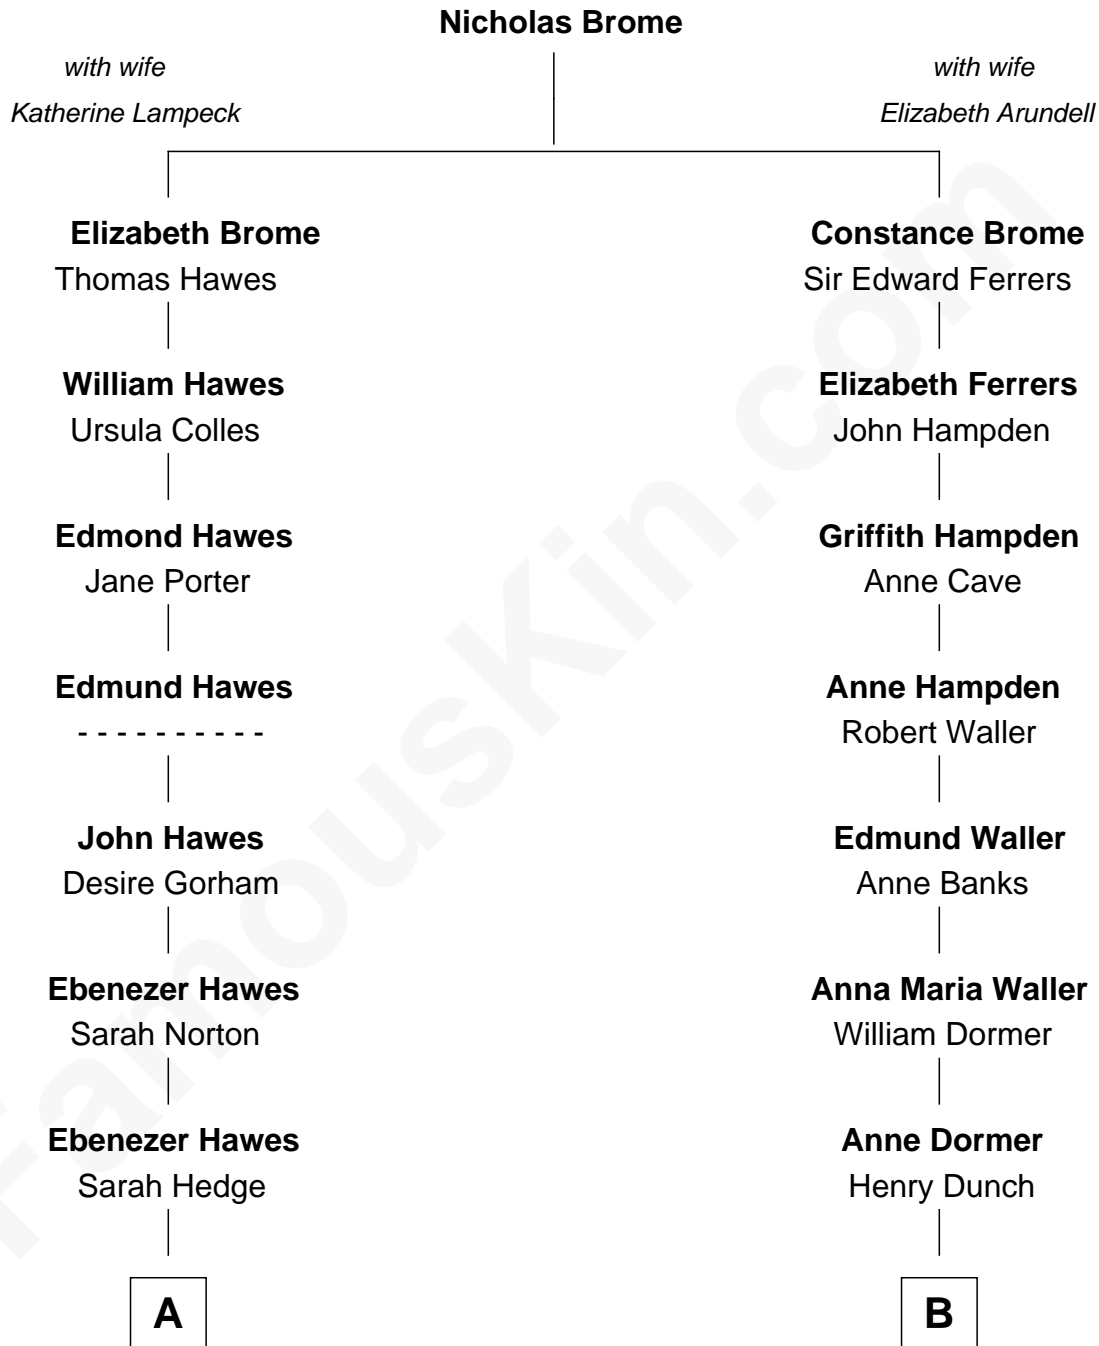 Nicholas Brome
with wife
Katherine Lampeck
with wife
Elizabeth Arundell
Elizabeth Brome
Thomas Hawes
Constance Brome
Sir Edward Ferrers
William Hawes
Ursula Colles
Elizabeth Ferrers
John Hampden
Edmond Hawes
Jane Porter
Griffith Hampden
Anne Cave
Edmund Hawes
- - - - - - - - - -
Anne Hampden
Robert Waller
John Hawes
Desire Gorham
Edmund Waller
Anne Banks
Ebenezer Hawes
Sarah Norton
Anna Maria Waller
William Dormer
Ebenezer Hawes
Sarah Hedge
Anne Dormer
Henry Dunch
A
B
FamousKin.com